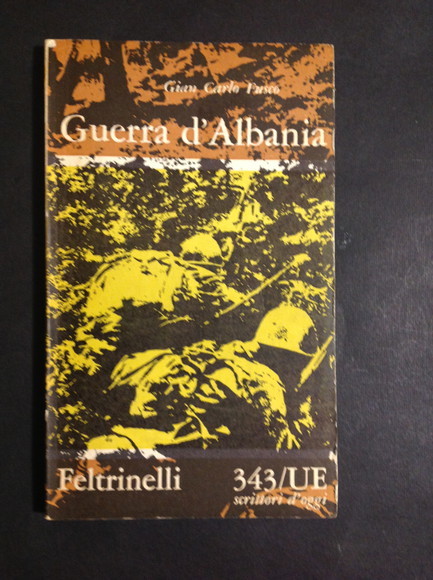 Gian Carlo Fusco
Guerra d'Albania
Feltrinelli 343/UE
scrittori d'oggi